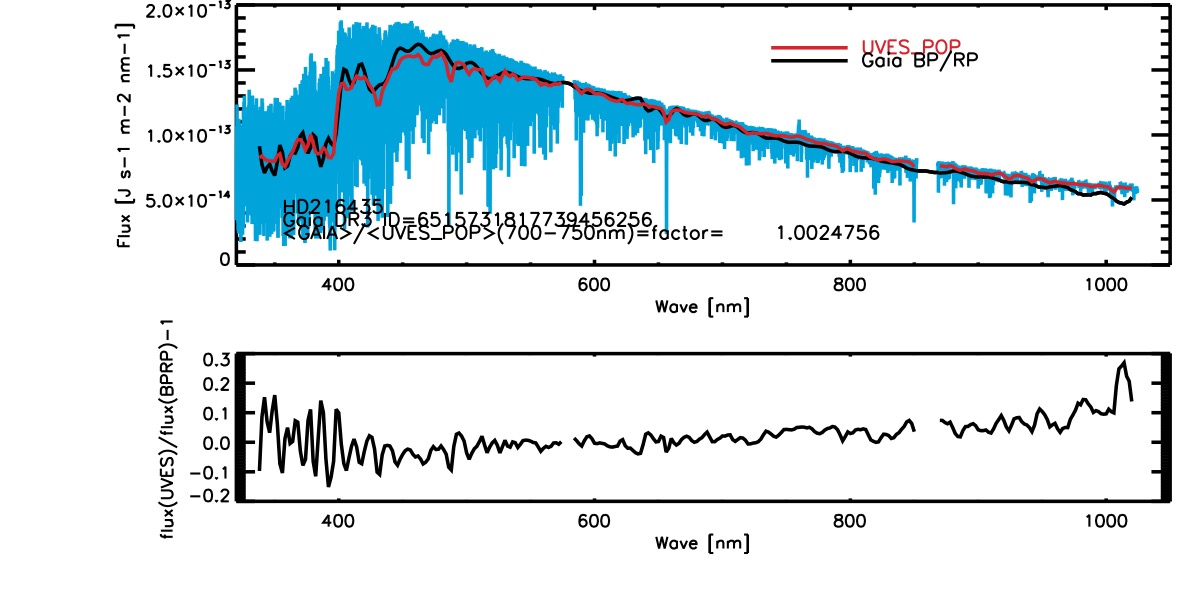 2.0×10−13
1.5×10−13
1.0×10−13
5.0×10−14
0
Flux [J s−1 m−2 nm−1]
UVES_POP
Gaia BP/RP
HD216435
Gaia DR3 ID=6515731817739456256
<GAIA>/<UVES_POP>(700−750nm)=factor= 1.0024756
400 600 800 1000
Wave [nm]
0.3
0.2
0.1
0.0
−0.1
−0.2
flux(UVES)/flux(BPRP)−1
400 600 800 1000
Wave [nm]